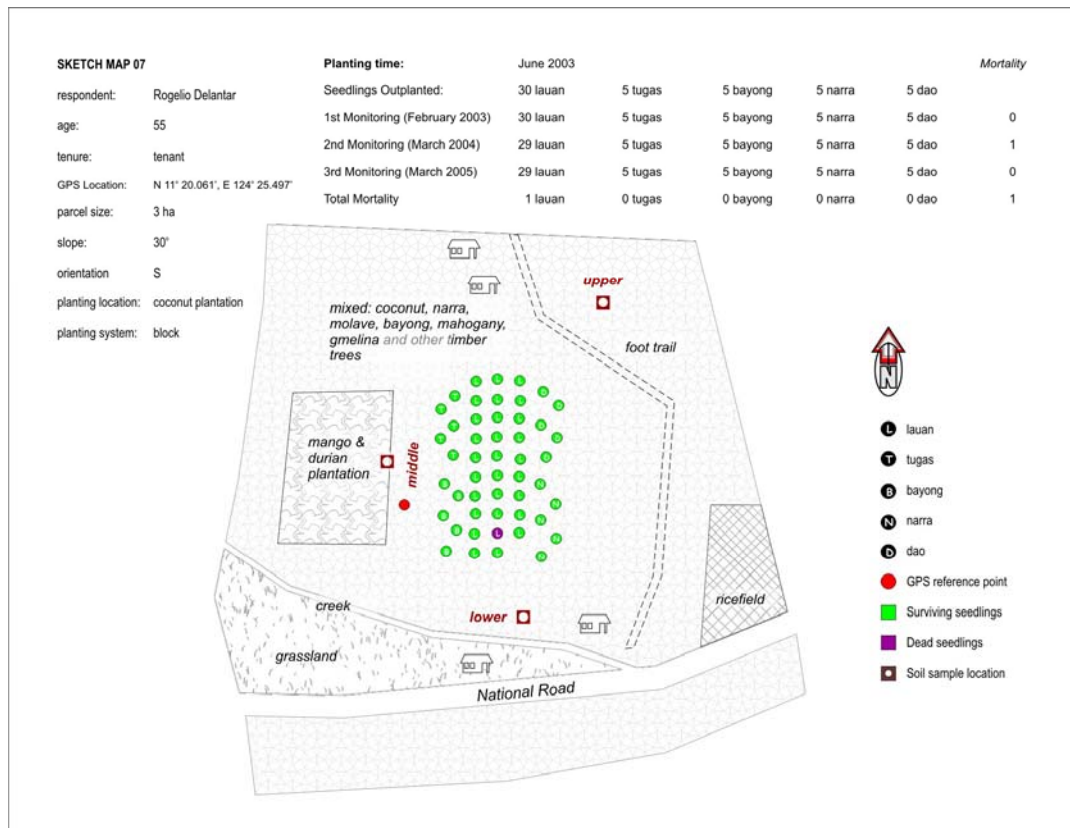 SKETCH MAP 07
respondent: Rogelio Delantar
age: 55
tenure: tenant
GPS Location: N 11° 20.061', E 124° 25.497'
parcel size: 3 ha
slope: 30°
orientation S
planting location: coconut plantation
planting system: block
Planting time: June 2003 Mortality
Seedlings Outplanted: 30 lauan 5 tugas 5 bayong 5 narra 5 dao
1st Monitoring (February 2003) 30 lauan 5 tugas 5 bayong 5 narra 5 dao 0
2nd Monitoring (March 2004) 29 lauan 5 tugas 5 bayong 5 narra 5 dao 1
3rd Monitoring (March 2005) 29 lauan 5 tugas 5 bayong 5 narra 5 dao 0
Total Mortality 1 lauan 0 tugas 0 bayong 0 narra 0 dao 1
upper
mixed: coconut, narra,
molave, bayong, mahogany,
gmelina and other timber
trees
foot trail
mango &
durian
plantation
middle
L L L
T L L L D
T L L L D
T L L L D
T L L L D
T L L L D
B L L L N
B L L L N
B L L L N
B L L L N
B L L N
creek
lower
ricefield
grassland
National Road
N
L lauan
T tugas
B bayong
N narra
D dao
GPS reference point
Surviving seedlings
Dead seedlings
Soil sample location